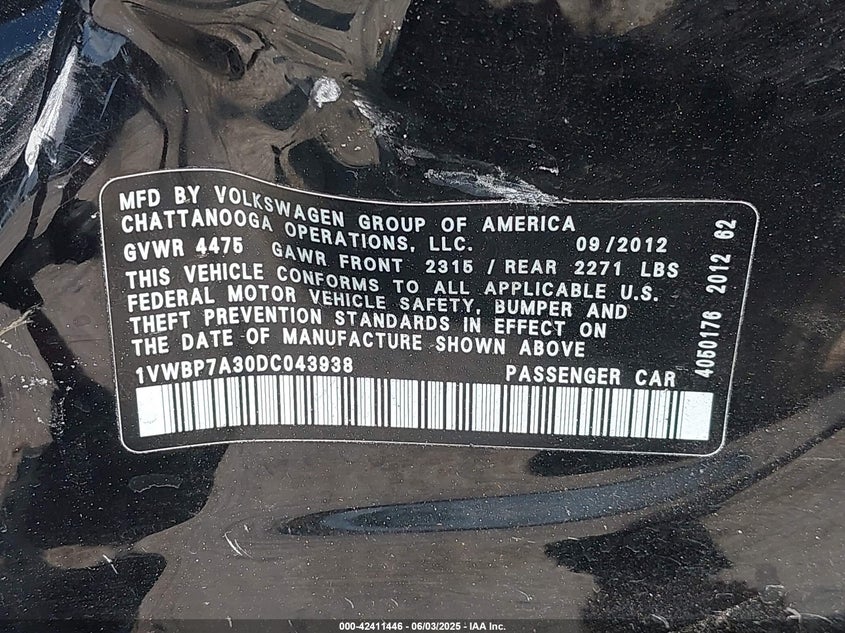 MFD BY VOLKSWAGEN GROUP OF AMERICA
CHATTANOOGA OPERATIONS, LLC. 09/2012
GVWR 4475 GAWR FRONT 2315 / REAR 2271 LBS
THIS VEHICLE CONFORMS TO ALL APPLICABLE U.S.
FEDERAL MOTOR VEHICLE SAFETY, BUMPER AND
THEFT PREVENTION STANDARDS IN EFFECT ON
THE DATE OF MANUFACTURE SHOWN ABOVE
1VWBP7A30DC043938 PASSENGER CAR
4050176 2012 62
000-42411446 - 06/03/2025 - IAA Inc.